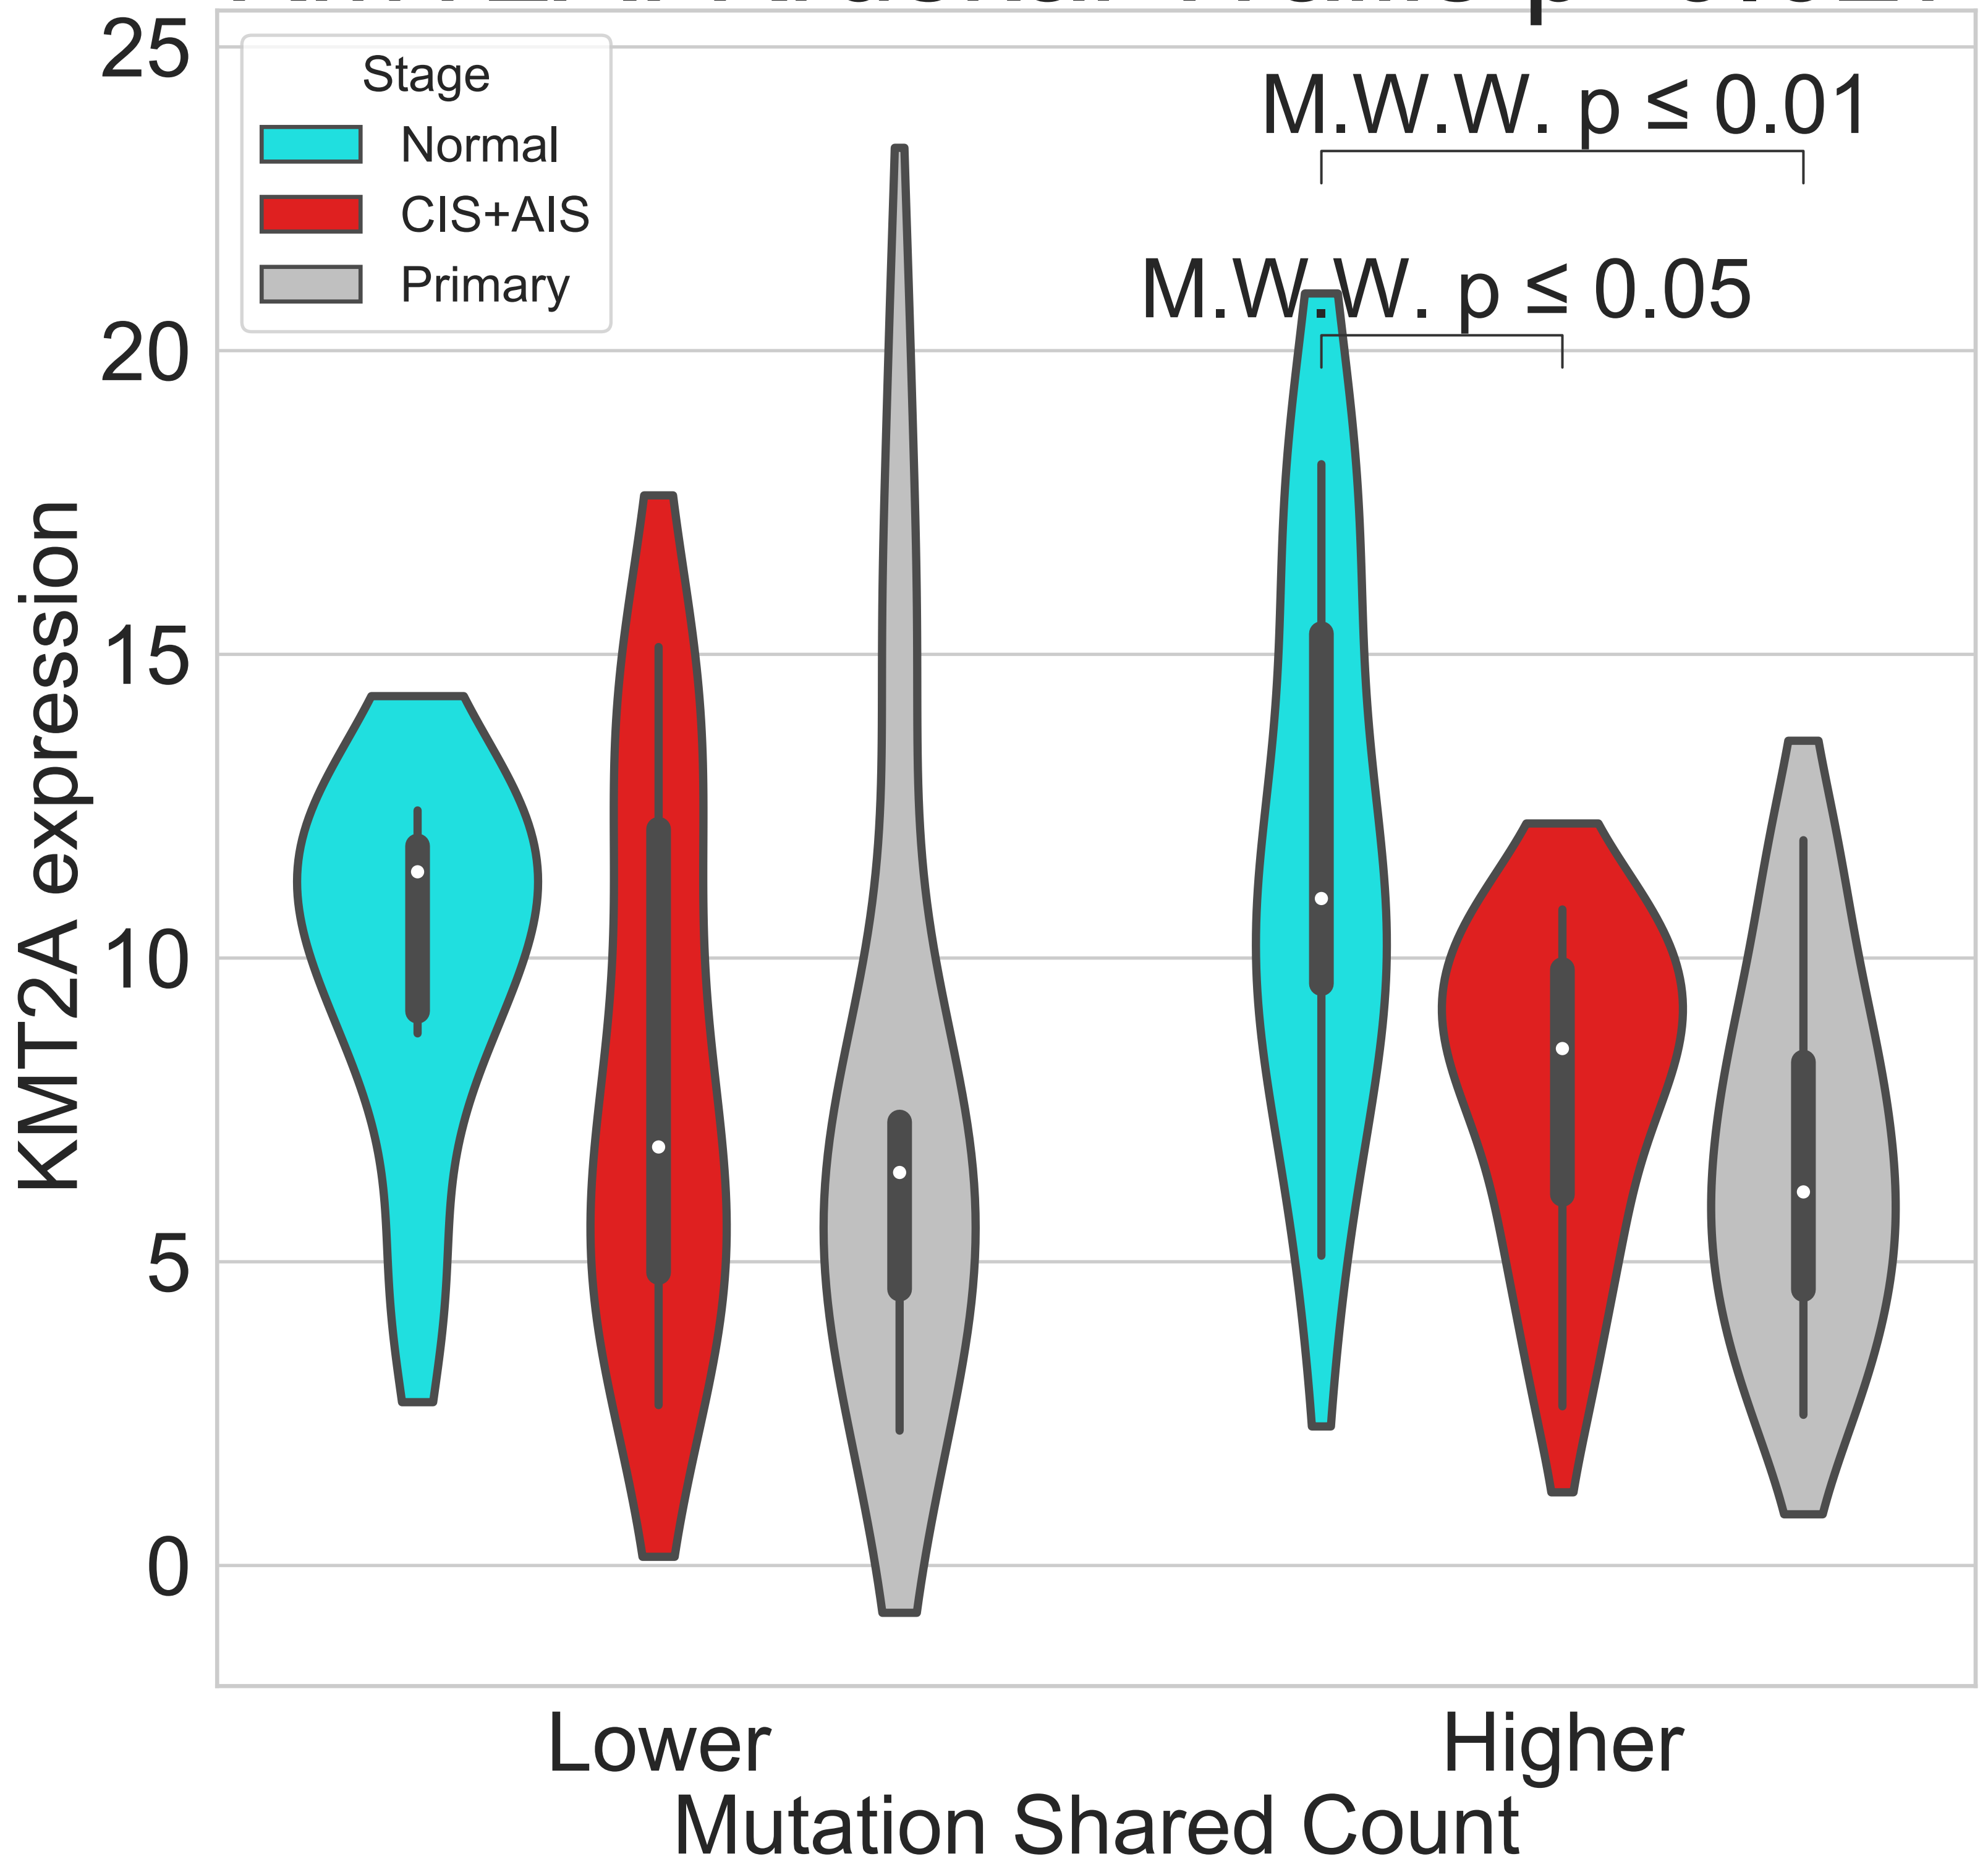 25
20
15
10
5
0
KMT2A expression
Stage
Normal
CIS+AIS
Primary
M.W.W. p ≤ 0.01
M.W.W. p ≤ 0.05
Lower
Higher
Mutation Shared Count